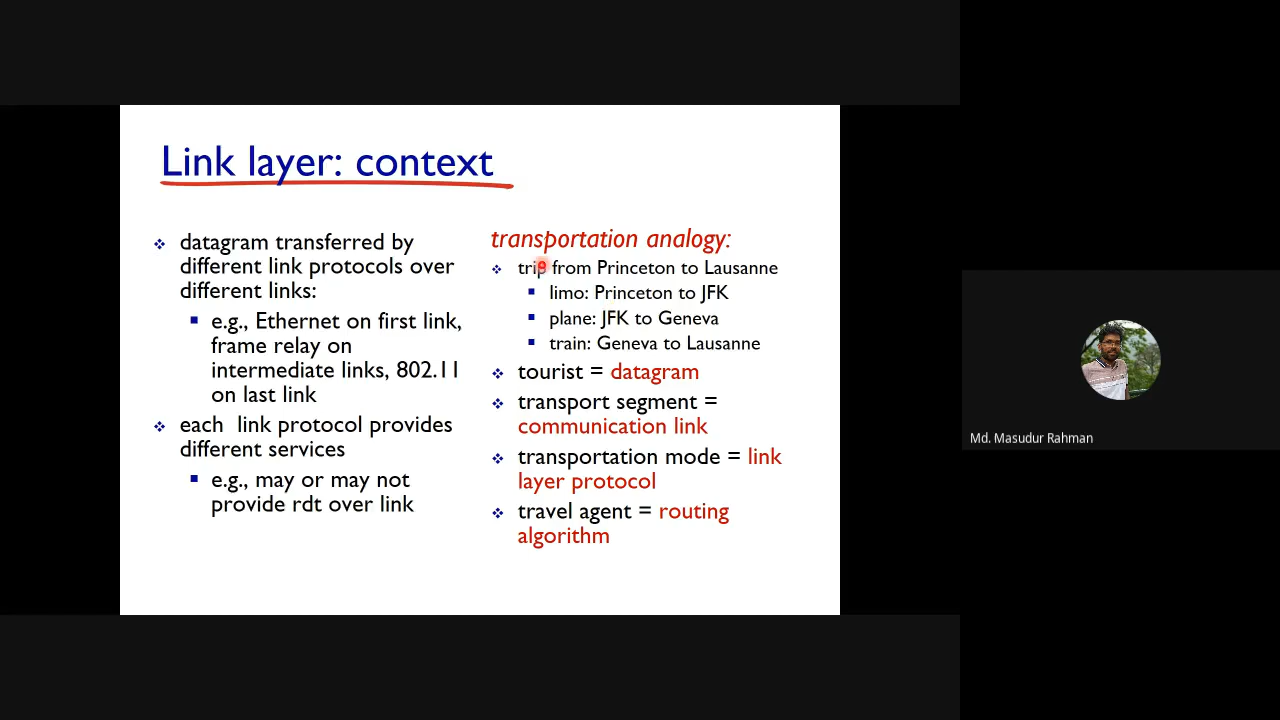 Link layer: context
datagram transferred by
different link protocols over
different links:
e.g., Ethernet on first link,
frame relay on
intermediate links, 802.11
on last link
each link protocol provides
different services
e.g., may or may not
provide rdt over link
transportation analogy:
trip from Princeton to Lausanne
limo: Princeton to JFK
plane: JFK to Geneva
train: Geneva to Lausanne
tourist = datagram
transport segment =
communication link
transportation mode = link
layer protocol
travel agent = routing
algorithm
Md. Masudur Rahman